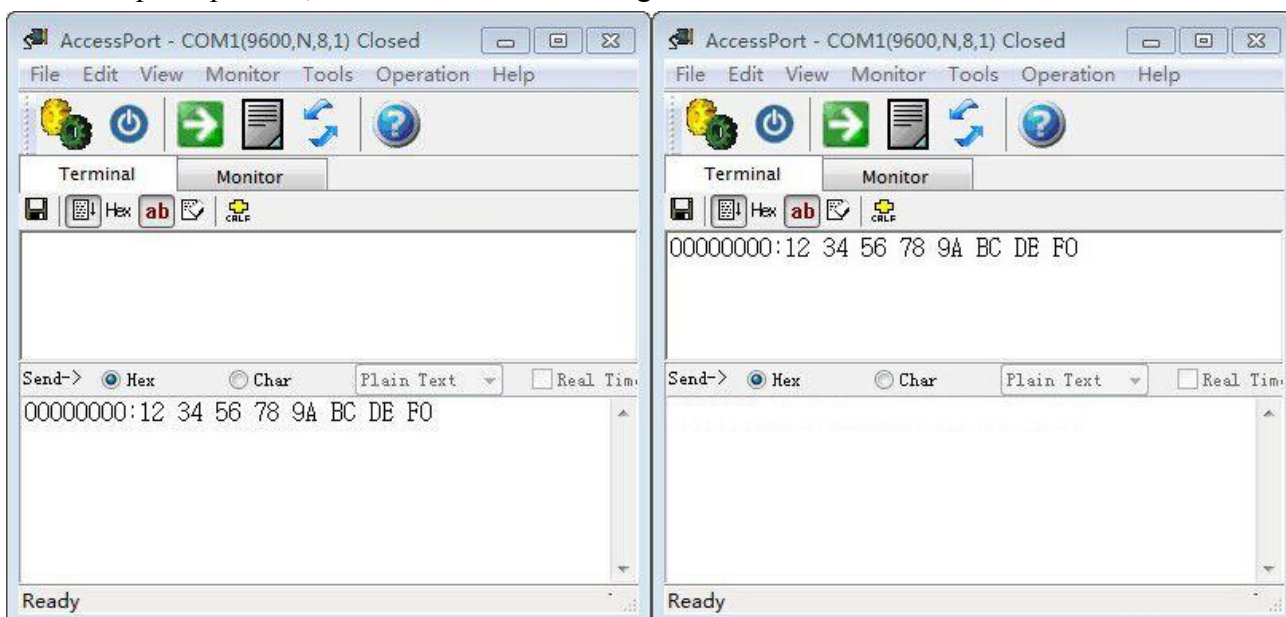 AccessPort - COM1(9600,N,8,1) Closed
File Edit View Monitor Tools Operation Help
Terminal Monitor
Hex ab CRLF
Send-> Hex Char Plain Text
00000000:12 34 56 78 9A BC DE F0
Ready
AccessPort - COM1(9600,N,8,1) Closed
File Edit View Monitor Tools Operation Help
Terminal Monitor
Hex ab CRLF
00000000:12 34 56 78 9A BC DE F0
Send-> Hex Char Plain Text
Ready